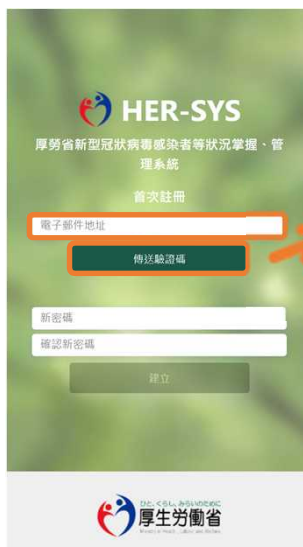 HER-SYS
厚勞省新型冠狀病毒感染者等狀況掌握、管
理系統
首次註冊
電子郵件地址
傳送驗證碼
新密碼
確認新密碼
建立
ひと、くらし、みらいのために
厚生労働省